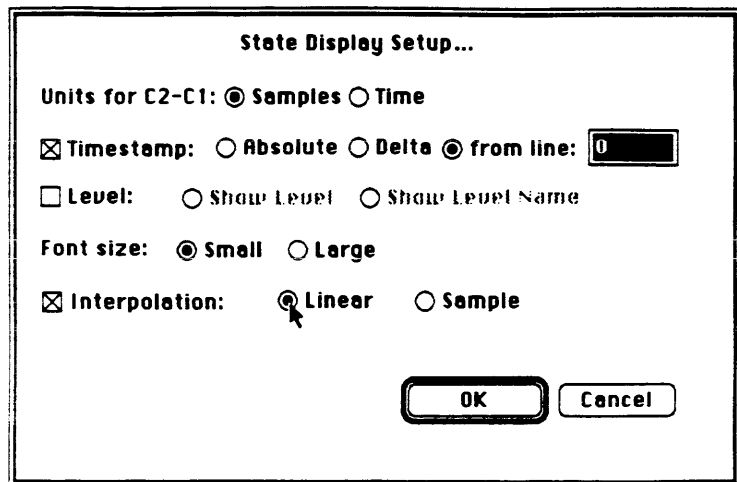 State Display Setup...
Units for C2-C1: Samples Time
Timestamp: Absolute Delta from line: 0
Level: Show Level Show Level Name
Font size: Small Large
Interpolation: Linear Sample
OK Cancel